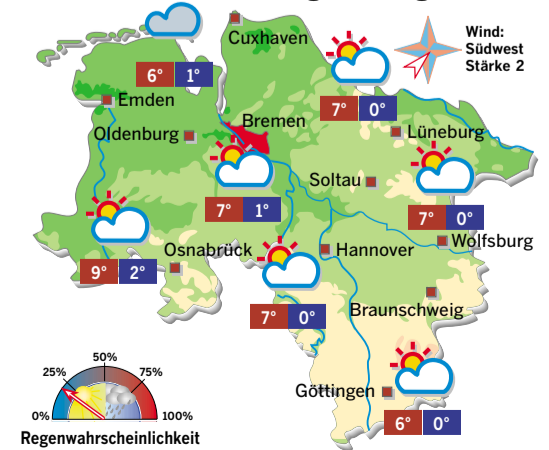 Cuxhaven
Wind:
Südwest
Stärke 2
6° 1°
Emden
7° 0°
Bremen
Oldenburg
Lüneburg
Soltau
7° 1°
7° 0°
Wolfsburg
Osnabrück
Hannover
9° 2°
7° 0°
Braunschweig
Göttingen
6° 0°
50%
25%
75%
0%
100%
Regenwahrscheinlichkeit